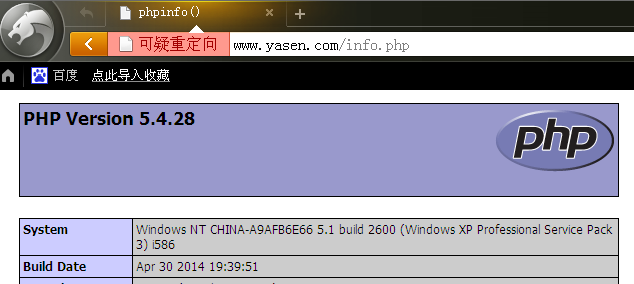 phpinfo()
可疑重定向 www.yasen.com/info.php
百度 点此导入收藏
PHP Version 5.4.28
php
System Windows NT CHINA-A9AFB6E66 5.1 build 2600 (Windows XP Professional Service Pack
3) i586
Build Date Apr 30 2014 19:39:51